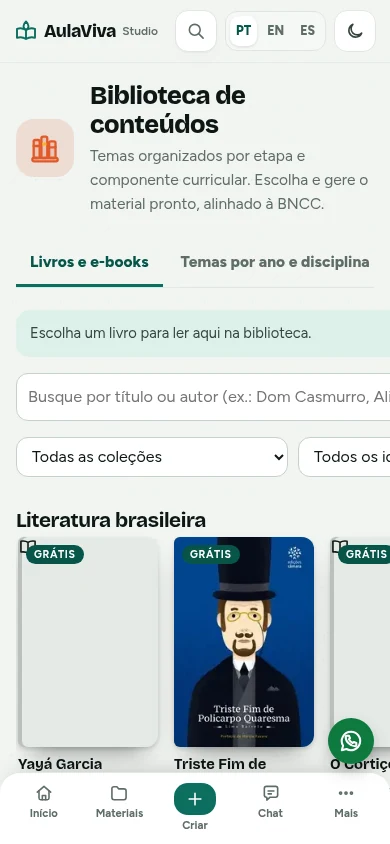 AulaViva Studio
PT EN ES
Biblioteca de
conteúdos
Temas organizados por etapa e
componente curricular. Escolha e gere o
material pronto, alinhado à BNCC.
Livros e e-books
Temas por ano e disciplina
Escolha um livro para ler aqui na biblioteca.
Busque por título ou autor (ex.: Dom Casmurro, Ali
Todas as coleções
Todos os id
Literatura brasileira
GRÁTIS
GRÁTIS
GRÁTIS
Triste Fim de
Policarpo Quaresma
Lima Barreto
Yayá Garcia
Triste Fim de
O Cortiço
Início
Materiais
Criar
Chat
Mais